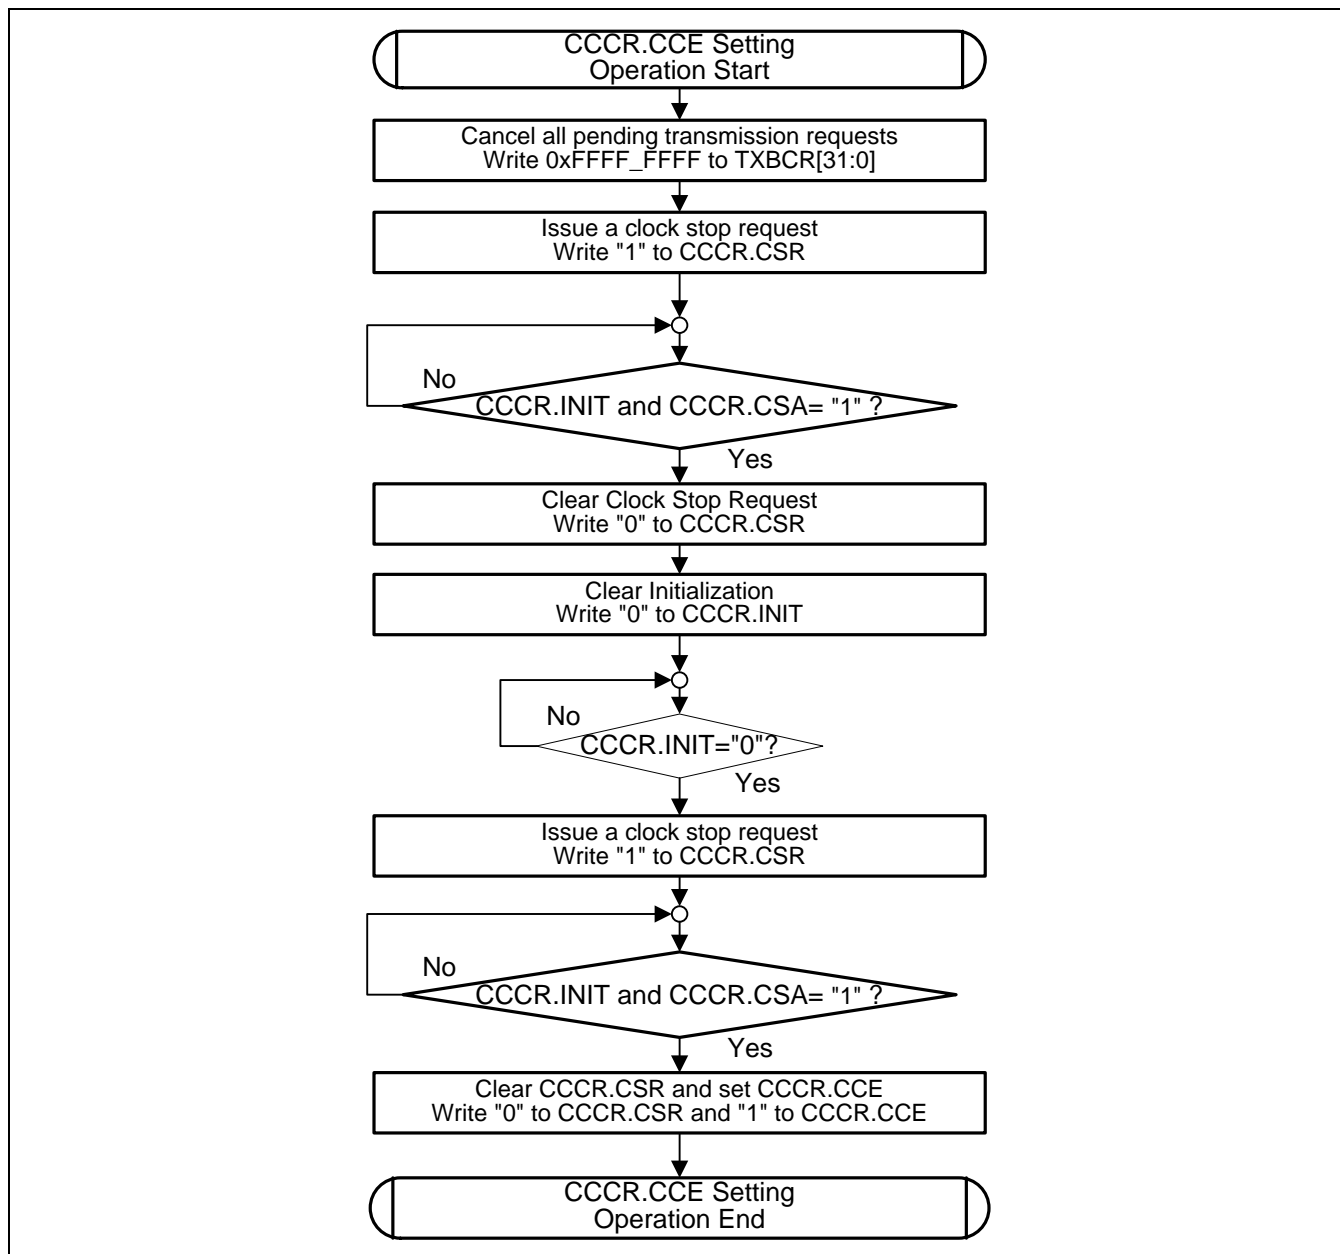 CCCR.CCE Setting
Operation Start
Cancel all pending transmission requests
Write 0xFFFF_FFFF to TXBCR[31:0]
Issue a clock stop request
Write "1" to CCCR.CSR
No
CCCR.INIT and CCCR.CSA= "1" ?
Yes
Clear Clock Stop Request
Write "0" to CCCR.CSR
Clear Initialization
Write "0" to CCCR.INIT
No
CCCR.INIT="0"?
Yes
Issue a clock stop request
Write "1" to CCCR.CSR
No
CCCR.INIT and CCCR.CSA= "1" ?
Yes
Clear CCCR.CSR and set CCCR.CCE
Write "0" to CCCR.CSR and "1" to CCCR.CCE
CCCR.CCE Setting
Operation End